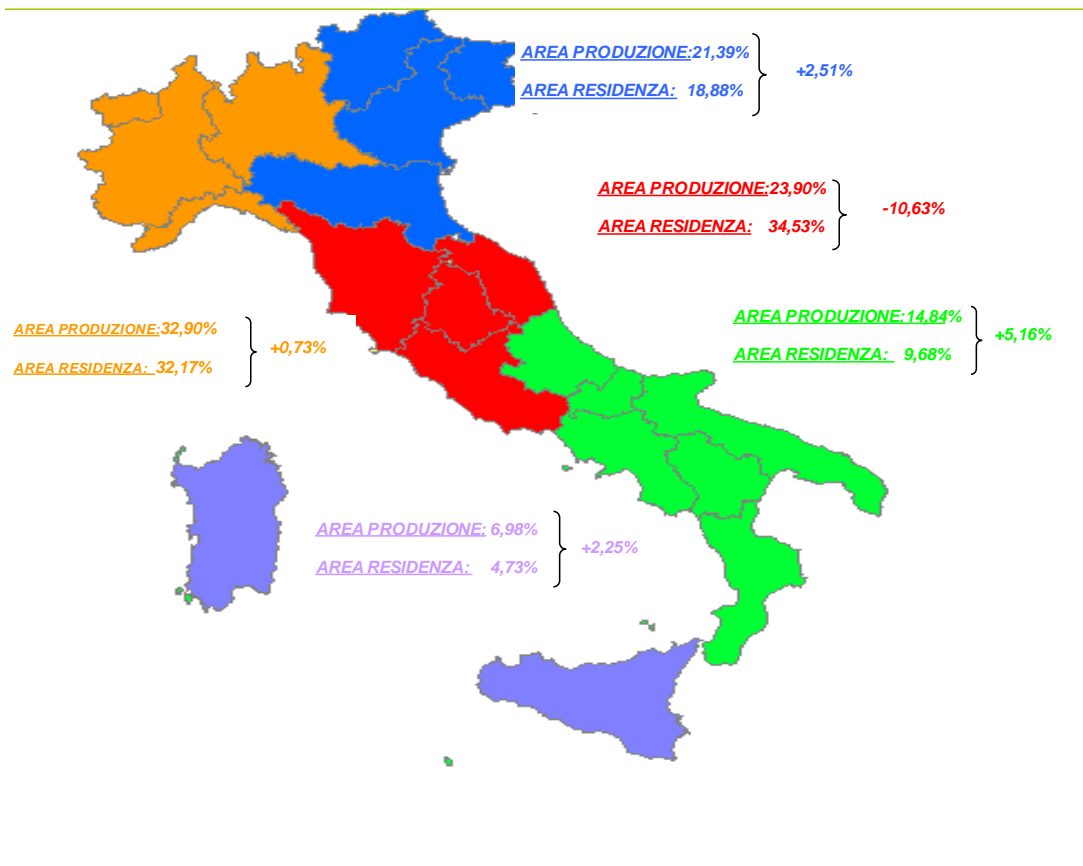 AREA PRODUZIONE:21,39%
+2,51%
AREA RESIDENZA: 18,88%
AREA PRODUZIONE:23,90%
-10,63%
AREA RESIDENZA: 34,53%
AREA PRODUZIONE:32,90%
+0,73%
AREA RESIDENZA: 32,17%
AREA PRODUZIONE:14,84%
+5,16%
AREA RESIDENZA: 9,68%
AREA PRODUZIONE: 6,98%
+2,25%
AREA RESIDENZA: 4,73%